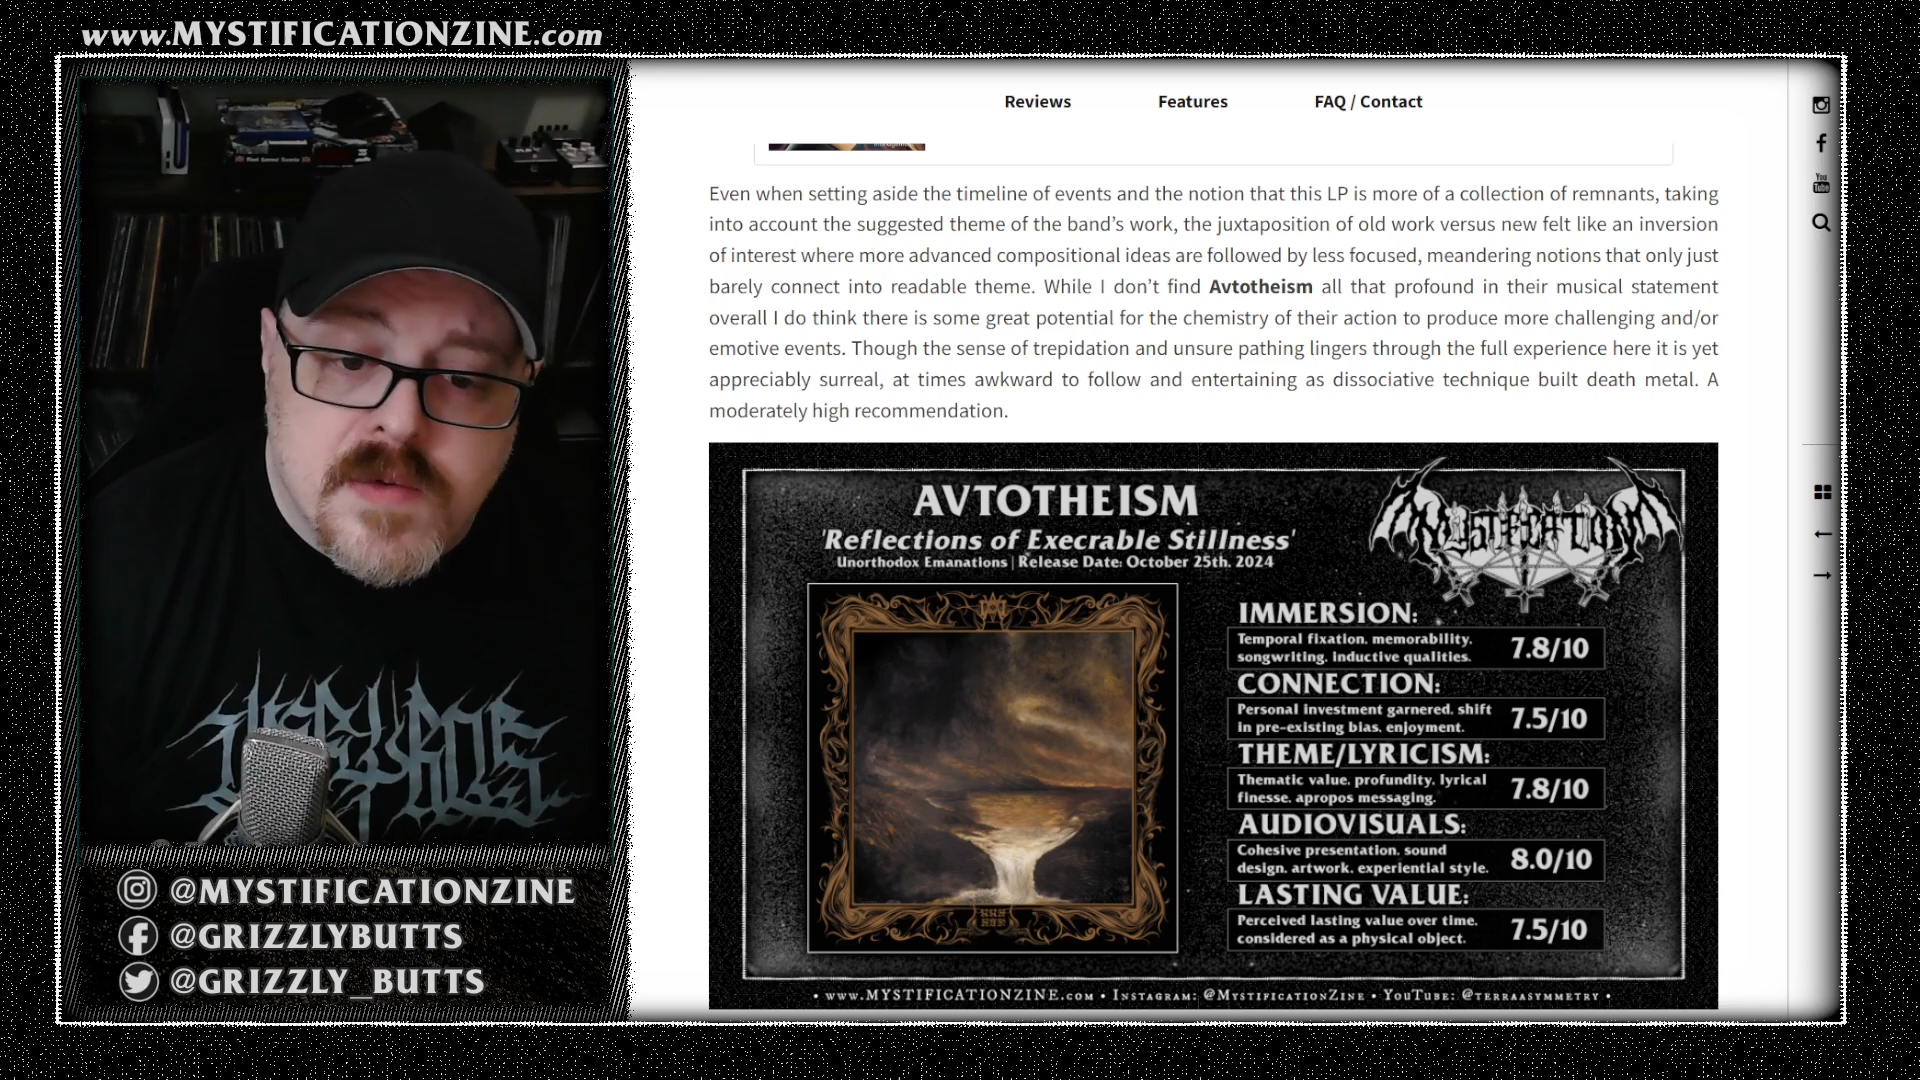 www.MYSTIFICATIONZINE.com
Reviews
Features
FAQ / Contact
Even when setting aside the timeline of events and the notion that this LP is more of a collection of remnants, taking
into account the suggested theme of the band’s work, the juxtaposition of old work versus new felt like an inversion
of interest where more advanced compositional ideas are followed by less focused, meandering notions that only just
barely connect into readable theme. While I don’t find Avtotheism all that profound in their musical statement
overall I do think there is some great potential for the chemistry of their action to produce more challenging and/or
emotive events. Though the sense of trepidation and unsure pathing lingers through the full experience here it is yet
appreciably surreal, at times awkward to follow and entertaining as dissociative technique built death metal. A
moderately high recommendation.
AVTOTHEISM
'Reflections of Execrable Stillness'
Unorthodox Emanations | Release Date: October 25th, 2024
MYSTIFICATION
IMMERSION:
Temporal fixation, memorability,
songwriting, inductive qualities.
7.8/10
CONNECTION:
Personal investment garnered, shift
in pre-existing bias, enjoyment.
7.5/10
THEME/LYRICISM:
Thematic value, profundity, lyrical
finesse, apropos messaging.
7.8/10
AUDIOVISUALS:
Cohesive presentation, sound
design, artwork, experiential style.
8.0/10
LASTING VALUE:
Perceived lasting value over time,
considered as a physical object.
7.5/10
• www.MYSTIFICATIONZINE.com • Instagram: @MystificationZine • YouTube: @terraasymmetry •
You
Tube
@MYSTIFICATIONZINE
@GRIZZLYBUTTS
@GRIZZLY_BUTTS